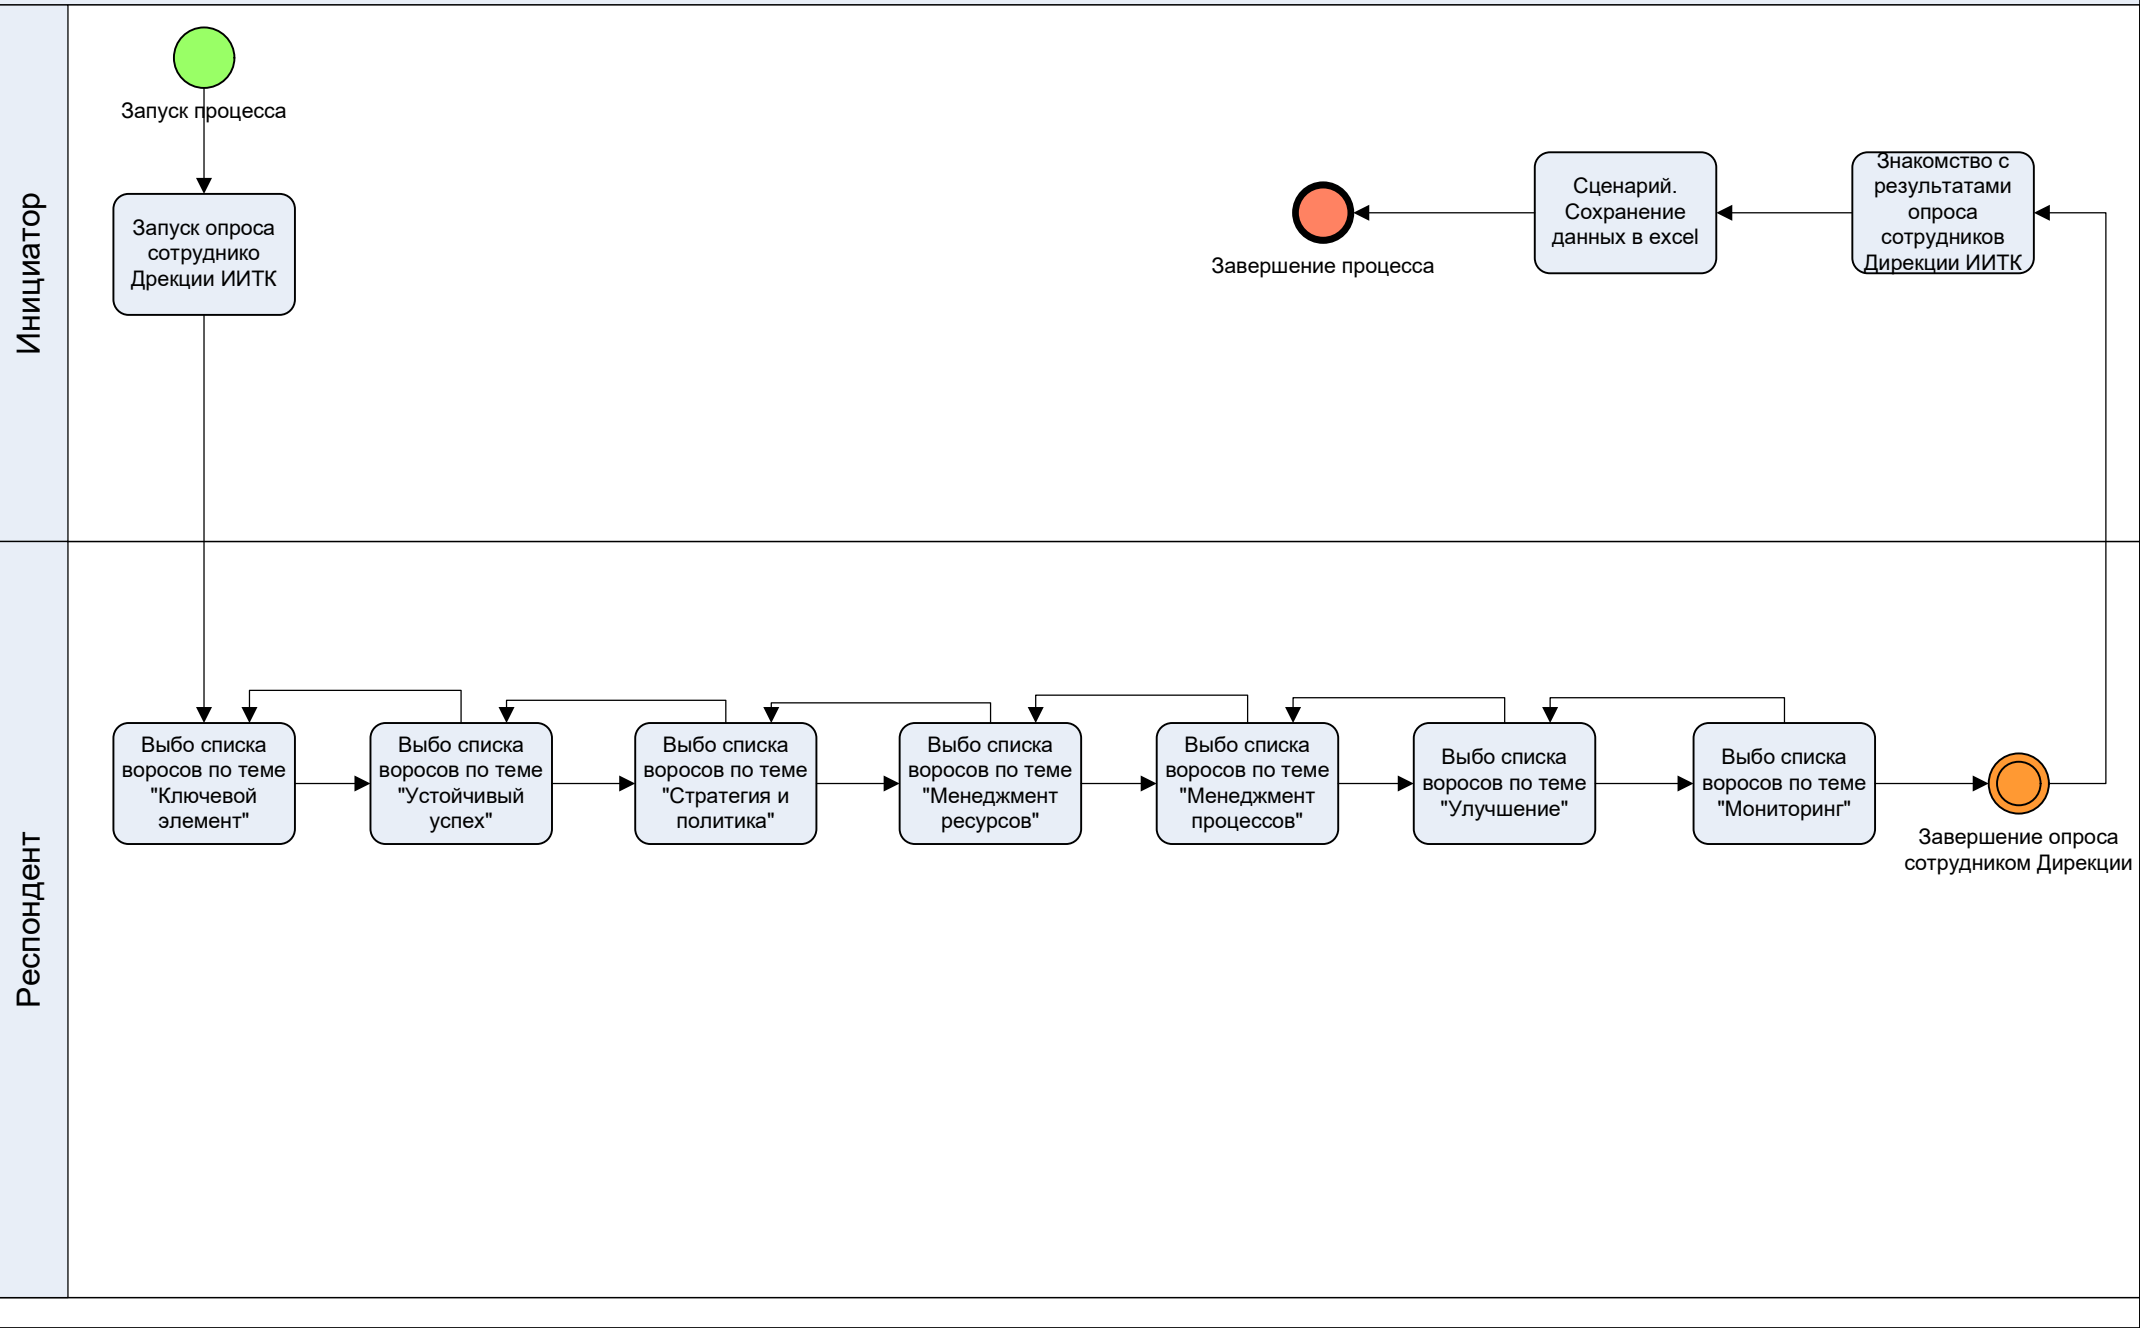 Инициатор
Запуск процесса
Запуск опроса
сотруднико
Дрекции ИИТК
Завершение процесса
Сценарий.
Сохранение
данных в excel
Знакомство с
результатами
опроса
сотрудников
Дирекции ИИТК
Респондент
Выбо списка
воросов по теме
"Ключевой
элемент"
Выбо списка
воросов по теме
"Устойчивый
успех"
Выбо списка
воросов по теме
"Стратегия и
политика"
Выбо списка
воросов по теме
"Менеджмент
ресурсов"
Выбо списка
воросов по теме
"Менеджмент
процессов"
Выбо списка
воросов по теме
"Улучшение"
Выбо списка
воросов по теме
"Мониторинг"
Завершение опроса
сотрудником Дирекции